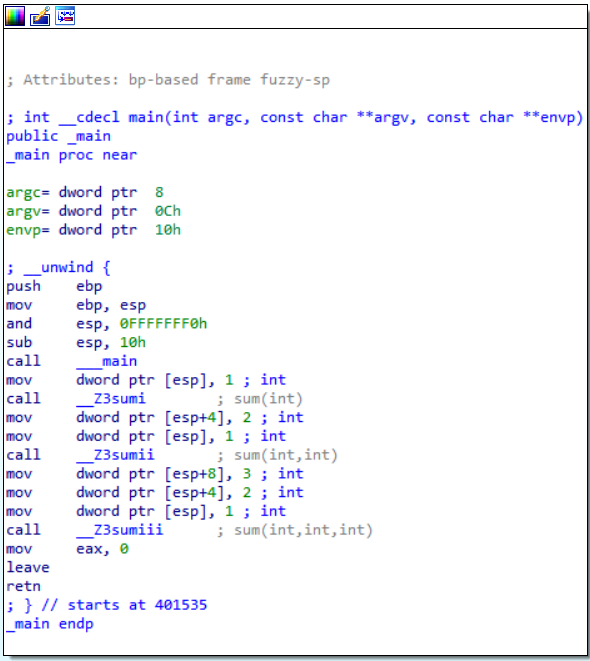 ; Attributes: bp-based frame fuzzy-sp
; int __cdecl main(int argc, const char **argv, const char **envp)
public _main
_main proc near
argc= dword ptr  8
argv= dword ptr  0Ch
envp= dword ptr  10h
; __unwind {
push    ebp
mov     ebp, esp
and     esp, 0FFFFFFF0h
sub     esp, 10h
call    ___main
mov     dword ptr [esp], 1 ; int
call    __Z3sumi        ; sum(int)
mov     dword ptr [esp+4], 2 ; int
mov     dword ptr [esp], 1 ; int
call    __Z3sumii       ; sum(int,int)
mov     dword ptr [esp+8], 3 ; int
mov     dword ptr [esp+4], 2 ; int
mov     dword ptr [esp], 1 ; int
call    __Z3sumiii      ; sum(int,int,int)
mov     eax, 0
leave
retn
; } // starts at 401535
_main endp